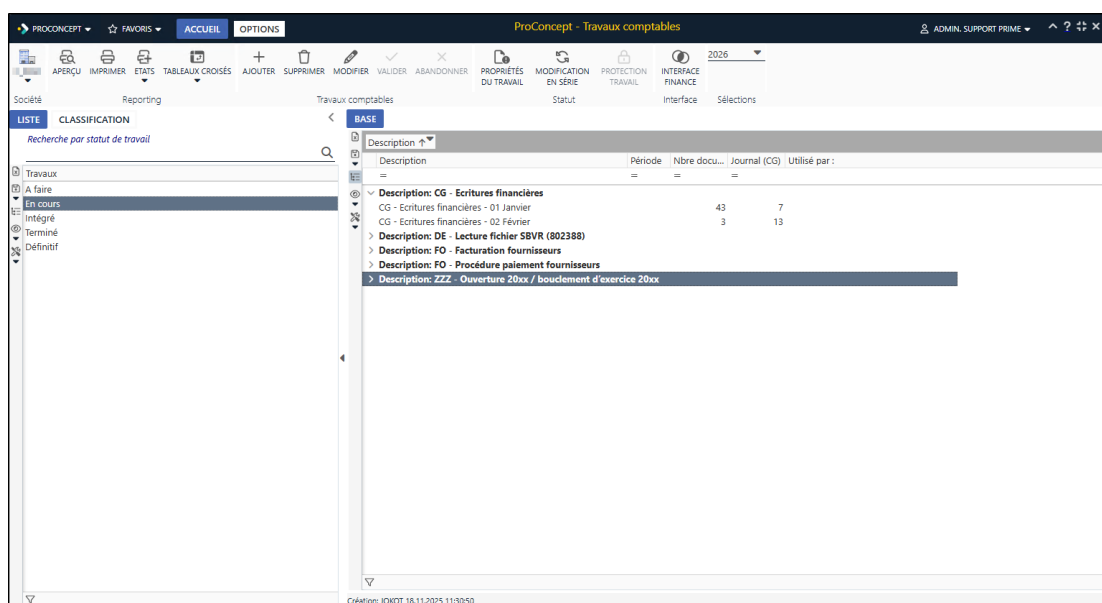 PROCONCEPT FAVORIS ACCUEIL OPTIONS ProConcept - Travaux comptables ADMIN. SUPPORT PRIME ?
APERÇU IMPRIMER ETATS TABLEAUX CROISÉS AJOUTER SUPPRIMER MODIFIER VALIDER ABANDONNER PROPRIÉTÉS DU TRAVAIL MODIFICATION EN SÉRIE PROTECTION TRAVAIL INTERFACE FINANCE 2026
Société Reporting Travaux comptables Statut Interface Sélections
LISTE CLASSIFICATION BASE
Recherche par statut de travail
Description
Description Période Nbre docu... Journal (CG) Utilisé par :
= = = =
Travaux
A faire
En cours
Intégré
Terminé
Définitif
Description: CG - Ecritures financières
CG - Ecritures financières - 01 Janvier 43 7
CG - Ecritures financières - 02 Février 3 13
Description: DE - Lecture fichier SBVR (802388)
Description: FO - Facturation fournisseurs
Description: FO - Procédure paiement fournisseurs
Description: ZZZ - Ouverture 20xx / bouclement d'exercice 20xx
Création: JOKOT 18.11.2025 11:30:50